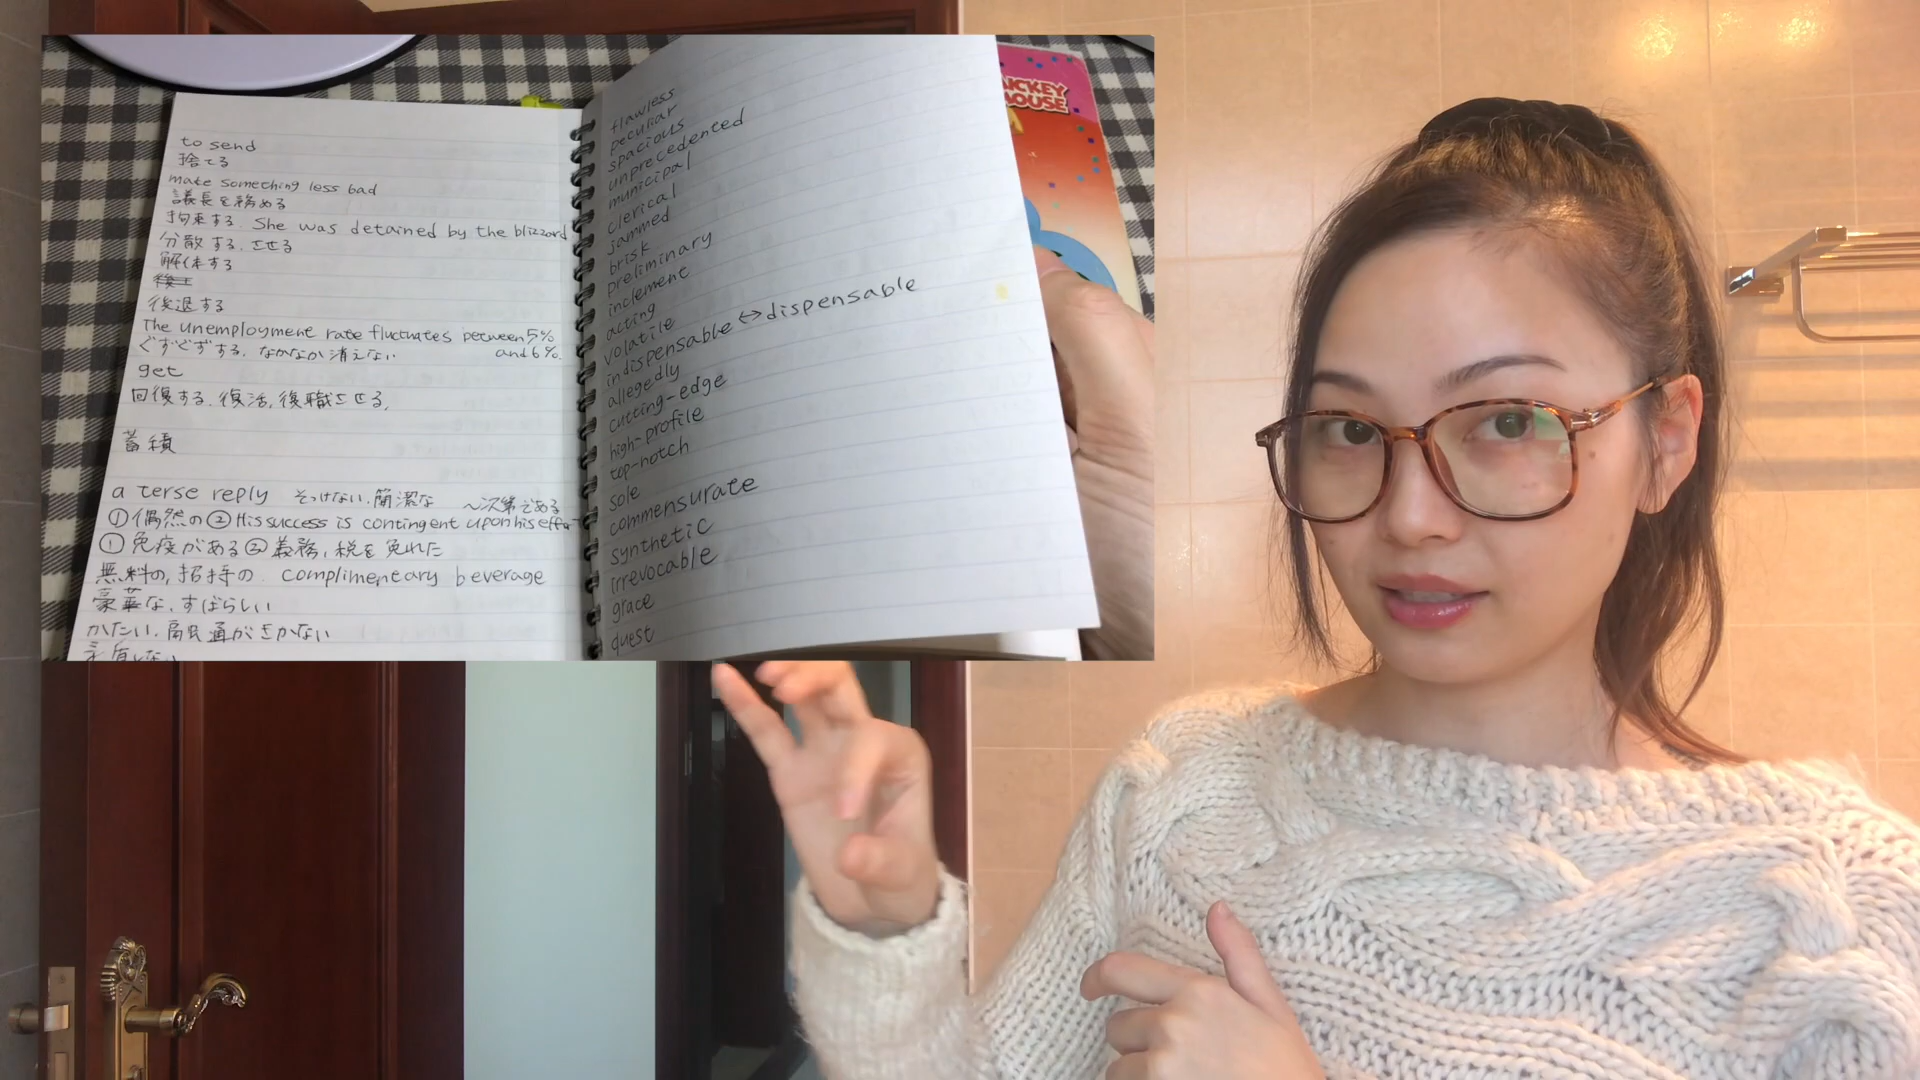 to send
捨てる
make something less bad
議長を務める
拘束する. She was detained by the blizzard
分散する. させる
解体する
後退する
The unemployment rate fluctuates between 5%
and 6%.
ぐずぐずする. なかなか消えない
get
回復する.復活, 復職させる,
蓄積
a terse reply そっけない. 簡潔な
～次第である
①偶然の ② His success is contingent upon his effor
①免疫がある ② 義務, 税を免れた
無料の, 招待の. complimentary beverage
豪華な. すばらしい
かたい. 融通がきかない
flawless
peculiar
spacious
unprecedented
municipal
clerical
jammed
brisk
preliminary
inclement
acting
volatile
indispensable ↔ dispensable
allegedly
cutting-edge
high-profile
top-notch
sole
commensurate
synthetic
irrevocable
grace
quest
MICKEY
MOUSE